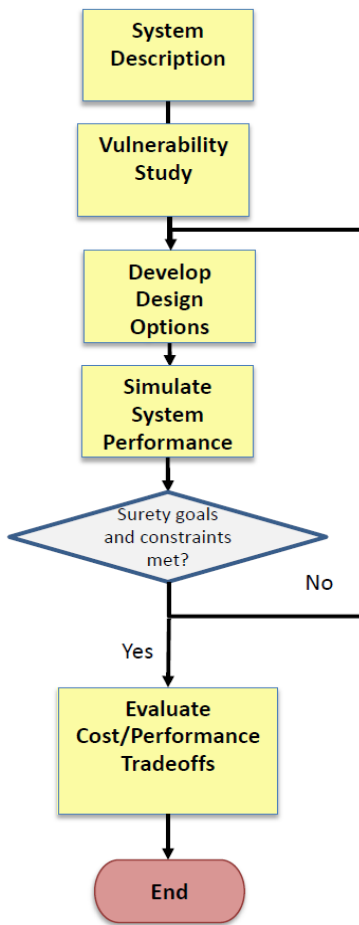 System
Description
Vulnerability
Study
Develop
Design
Options
Simulate
System
Performance
Surety goals
and constraints
met?
No
Yes
Evaluate
Cost/Performance
Tradeoffs
End